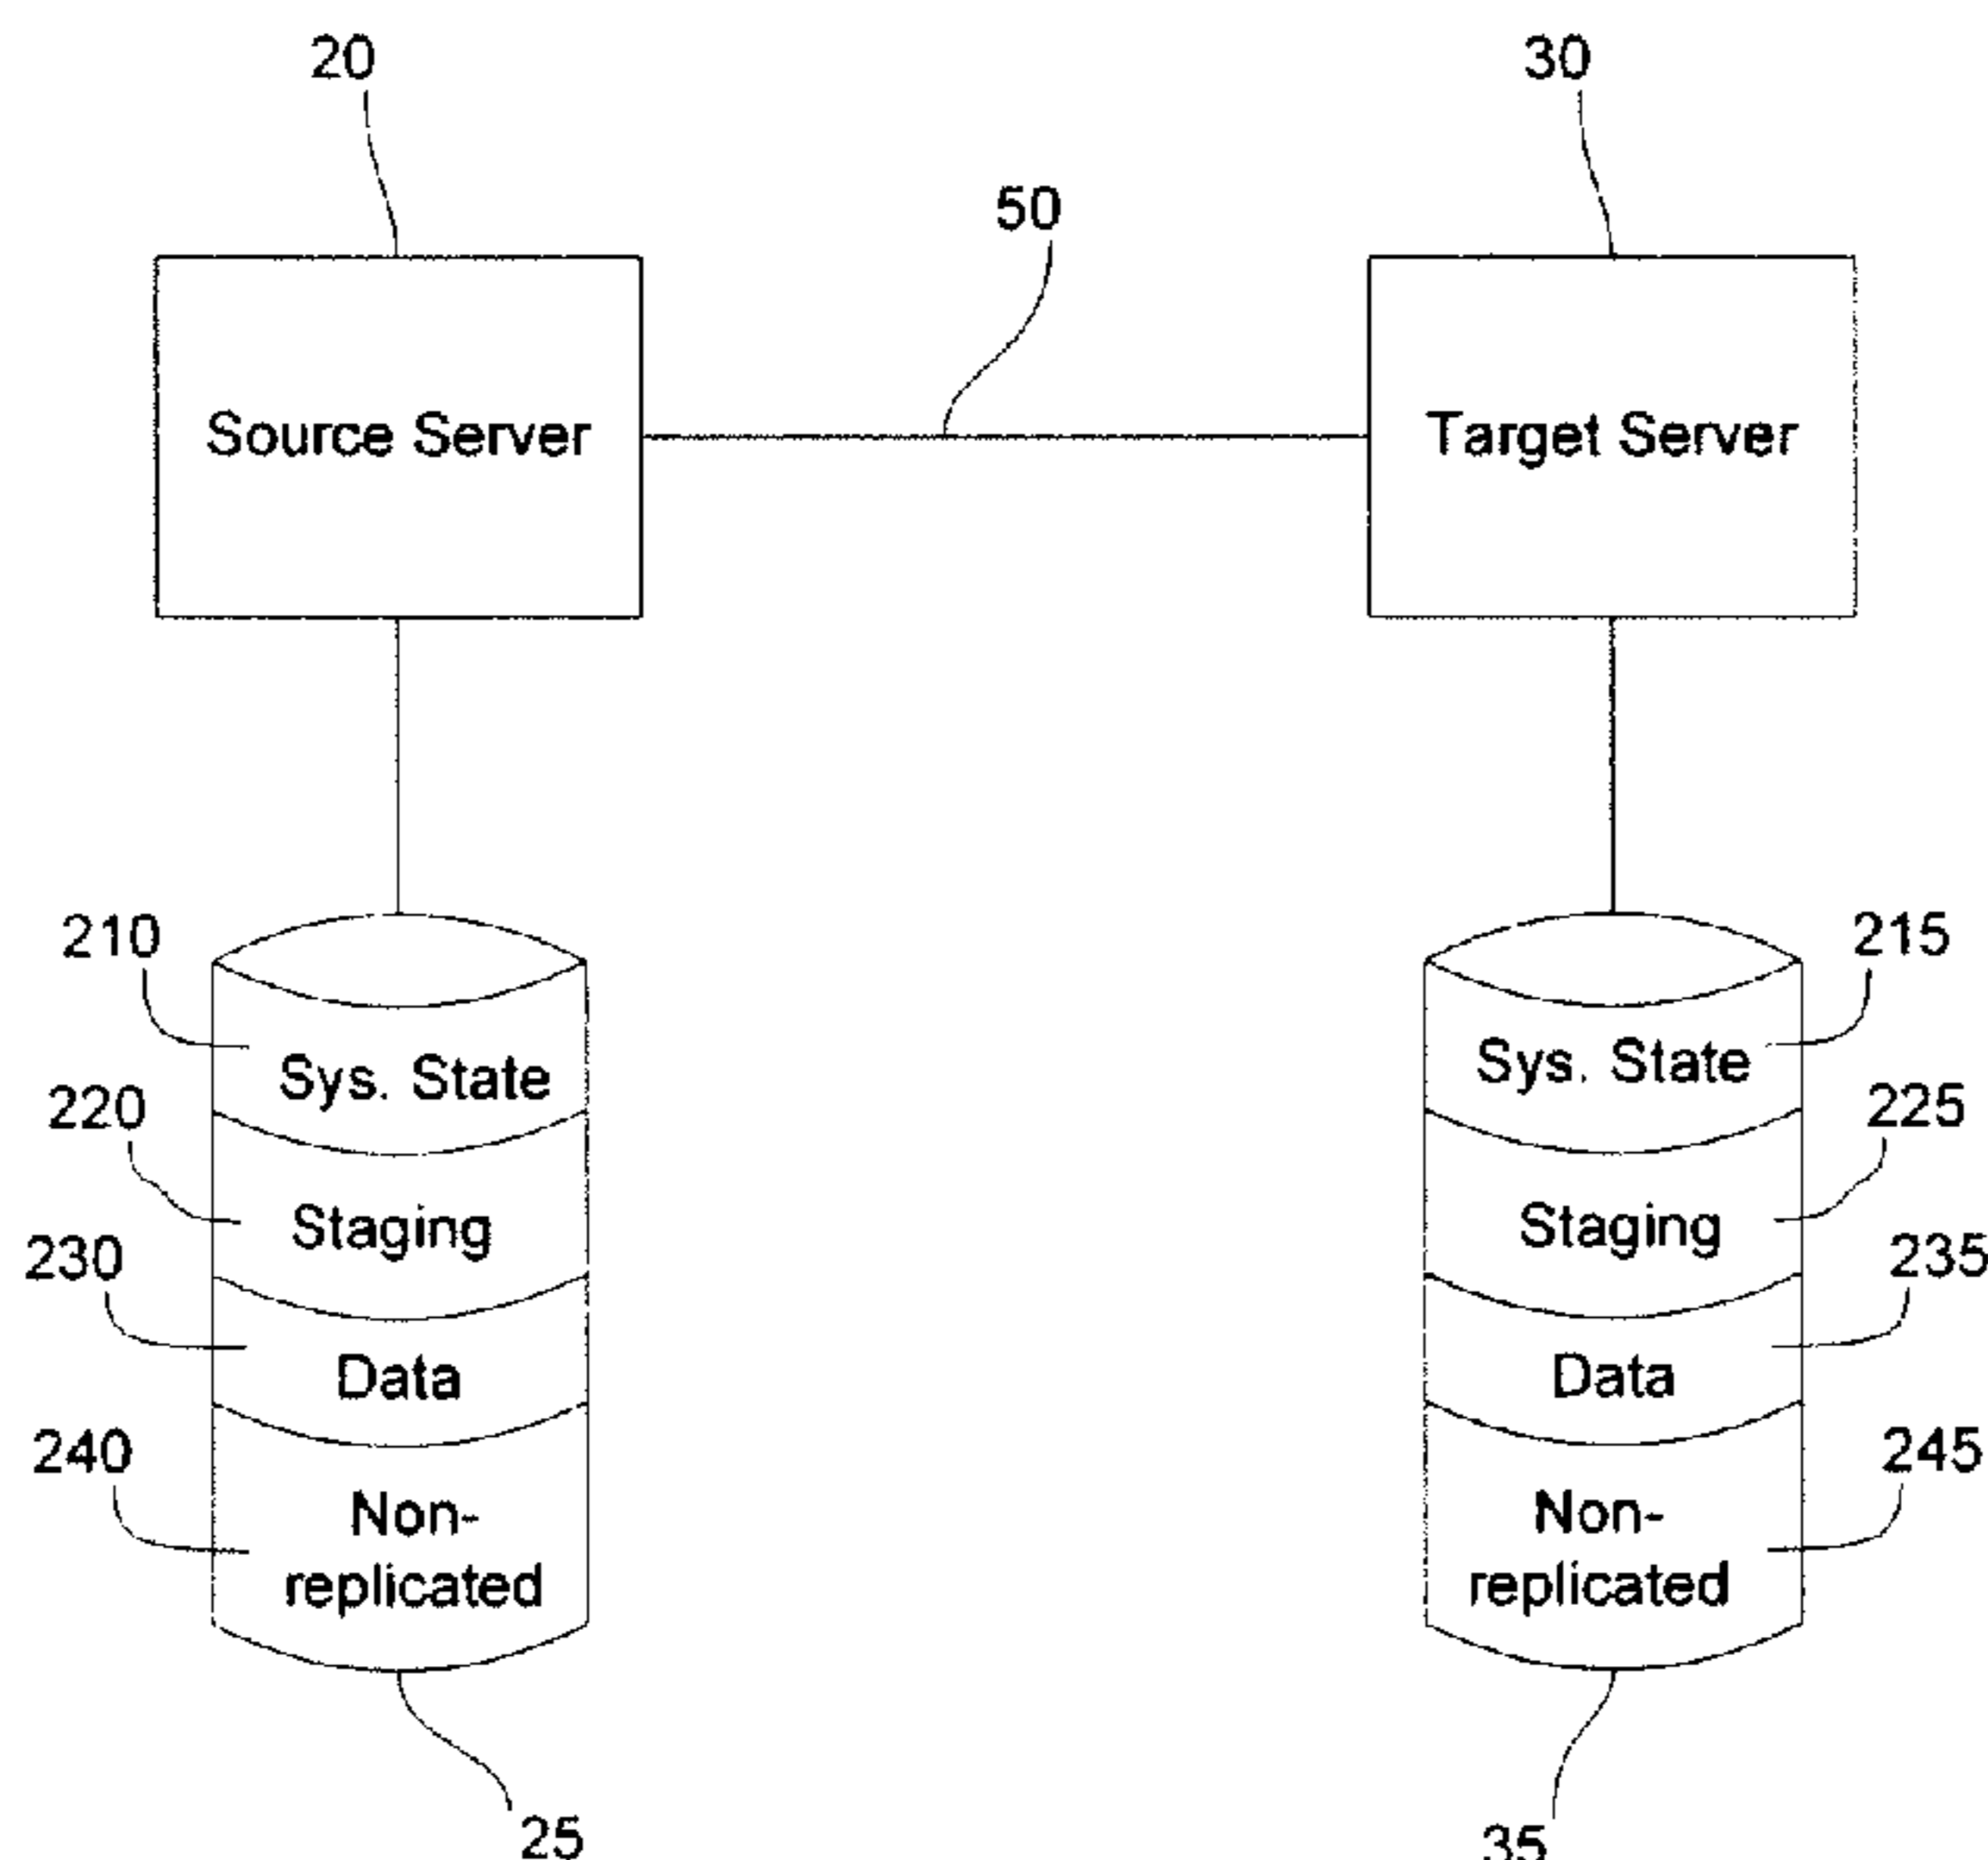 20
30
50
Source Server
Target Server
210
215
Sys. State
Sys. State
220
225
Staging
Staging
230
235
Data
Data
240
245
Non-
replicated
Non-
replicated
25
35